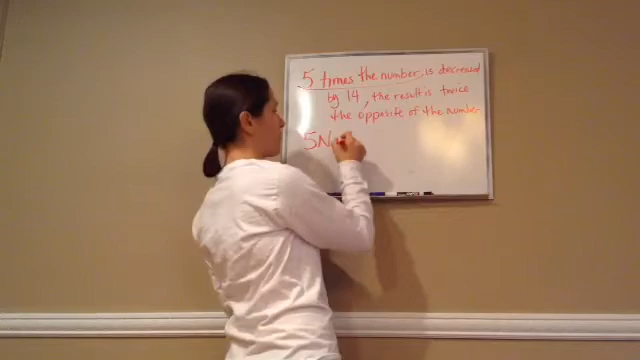 5 times the number is decreased
by 14, the result is twice
the opposite of the number
5N